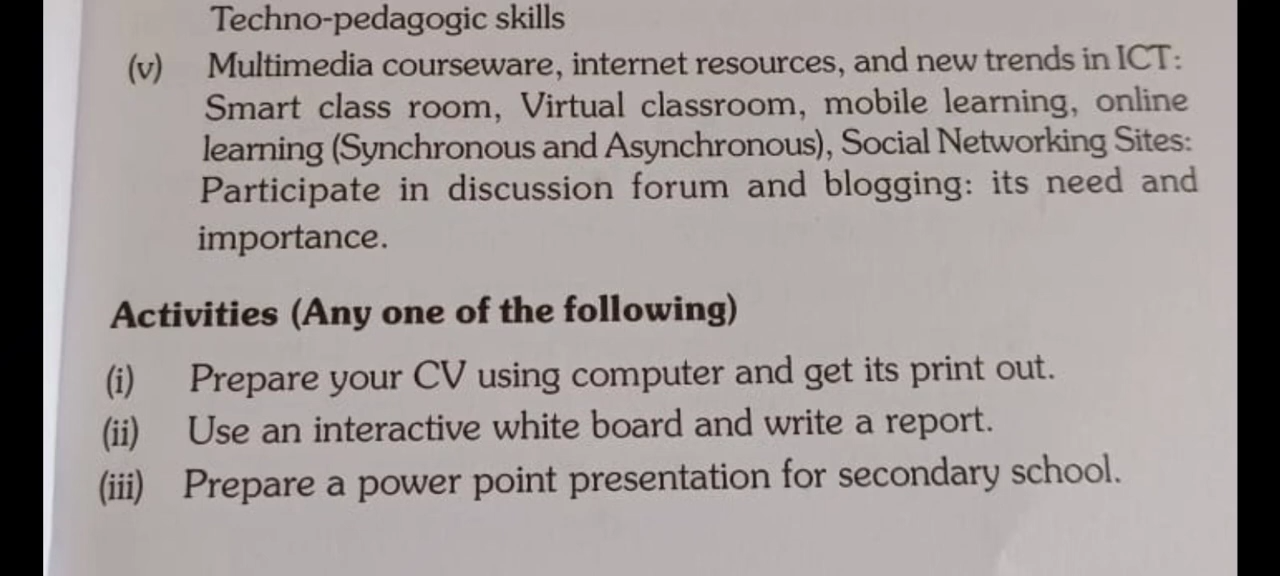 Techno-pedagogic skills
(v) Multimedia courseware, internet resources, and new trends in ICT:
Smart class room, Virtual classroom, mobile learning, online
learning (Synchronous and Asynchronous), Social Networking Sites:
Participate in discussion forum and blogging: its need and
importance.
Activities (Any one of the following)
(i) Prepare your CV using computer and get its print out.
(ii) Use an interactive white board and write a report.
(iii) Prepare a power point presentation for secondary school.